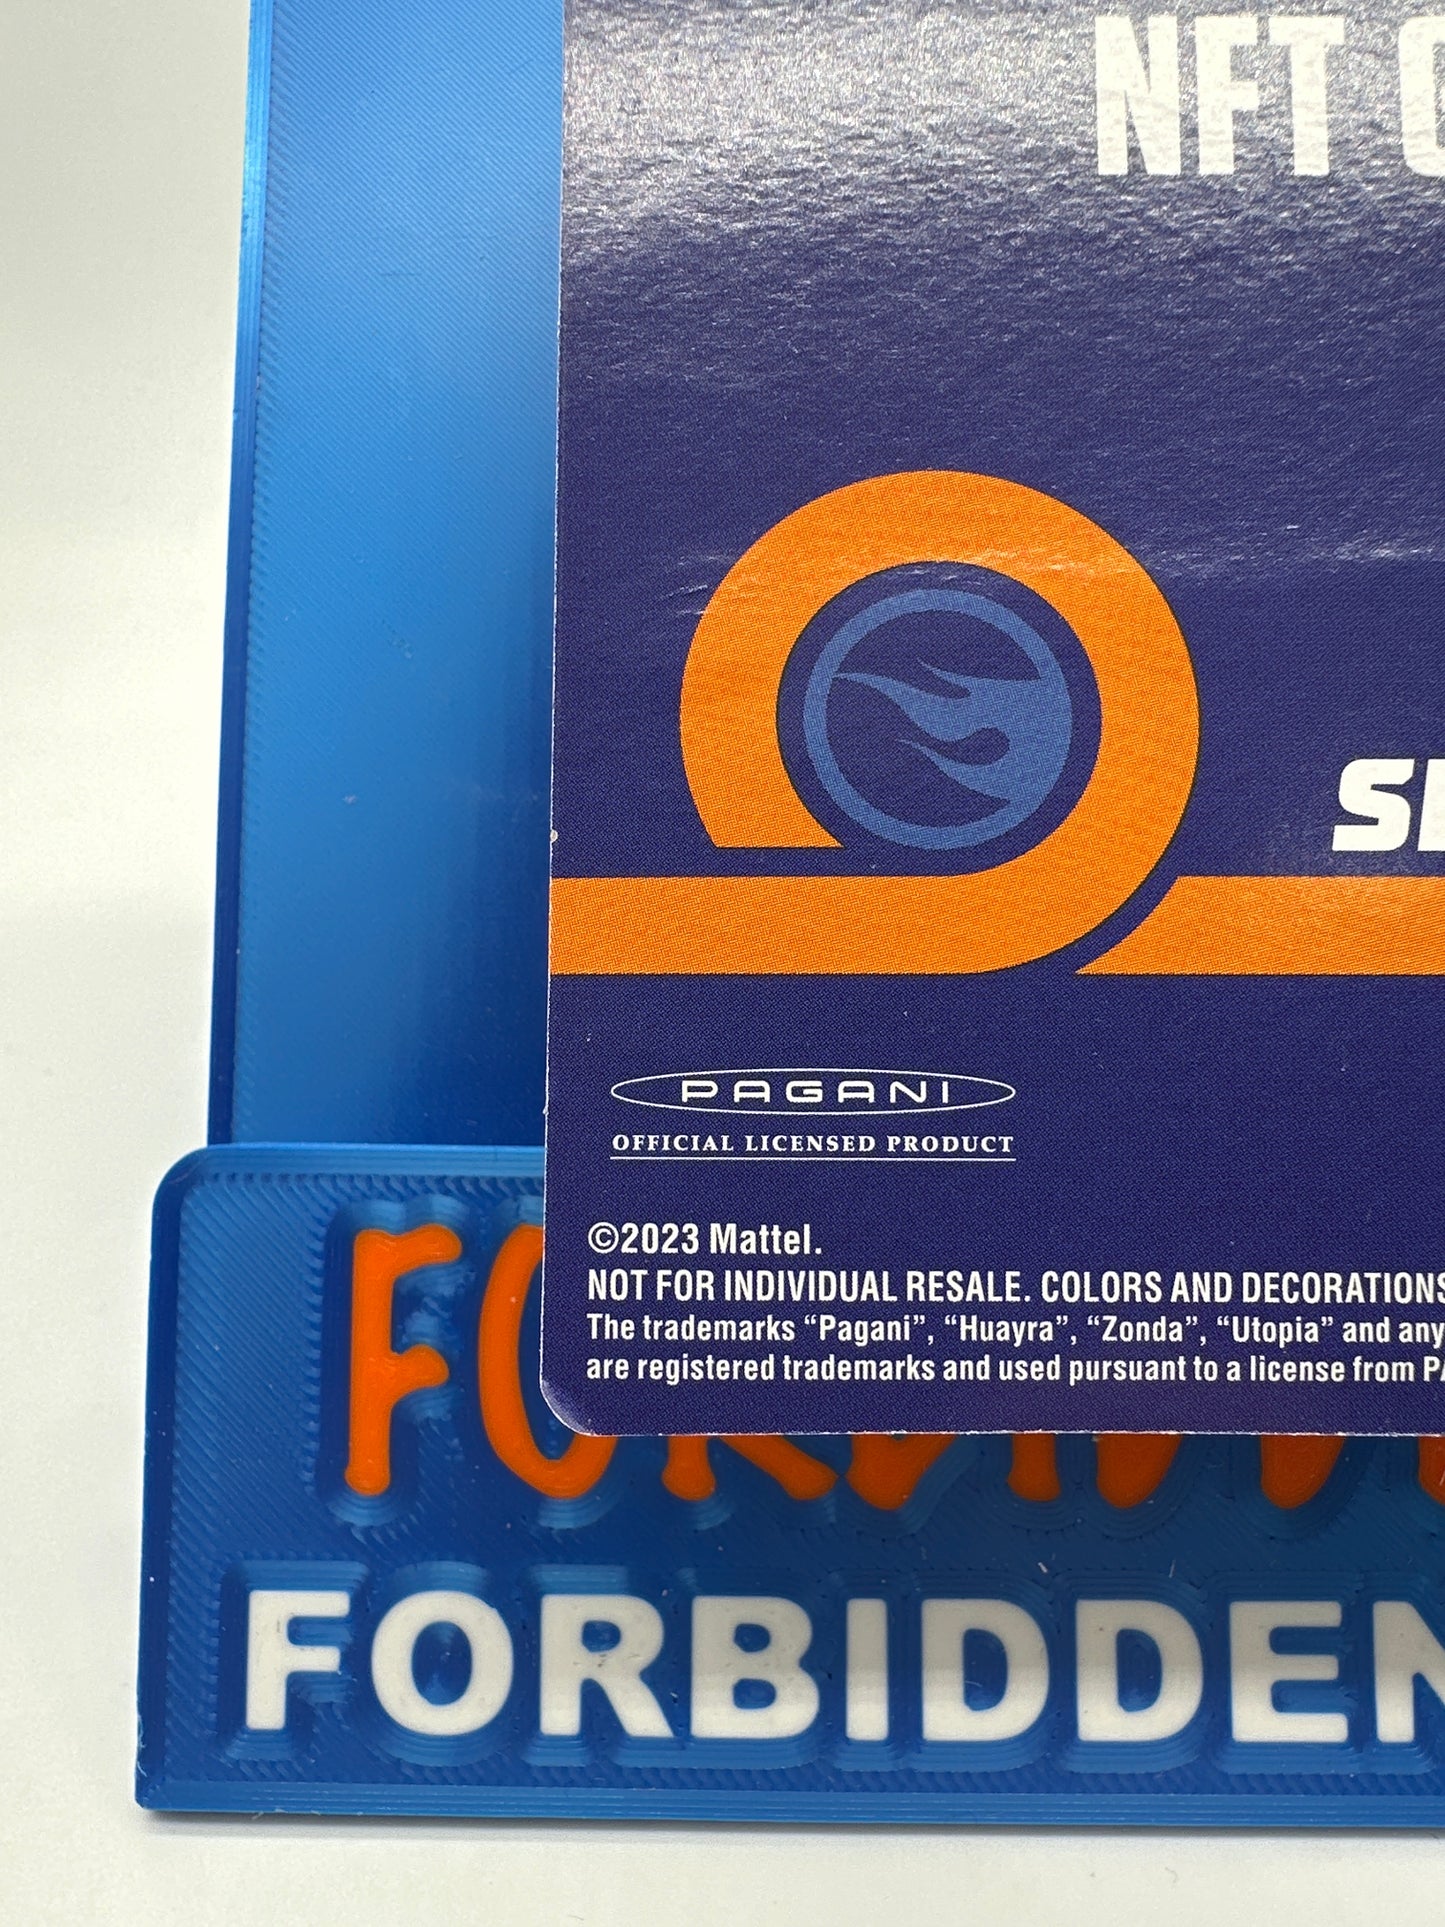 NFT
PAGANI
OFFICIAL LICENSED PRODUCT
©2023 Mattel.
NOT FOR INDIVIDUAL RESALE. COLORS AND DECORATIONS
The trademarks “Pagani”, “Huayra”, “Zonda”, “Utopia” and any
are registered trademarks and used pursuant to a license from
FORBIDDEN